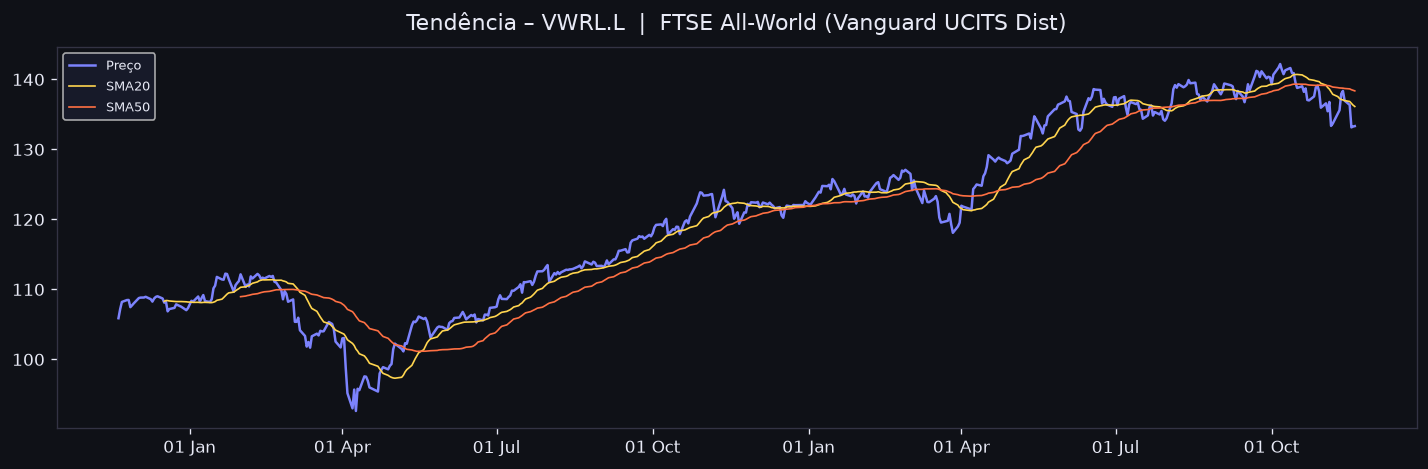 Tendência – VWRL.L | FTSE All-World (Vanguard UCITS Dist)
Preço
SMA20
SMA50
140
130
120
110
100
01 Jan
01 Apr
01 Jul
01 Oct
01 Jan
01 Apr
01 Jul
01 Oct